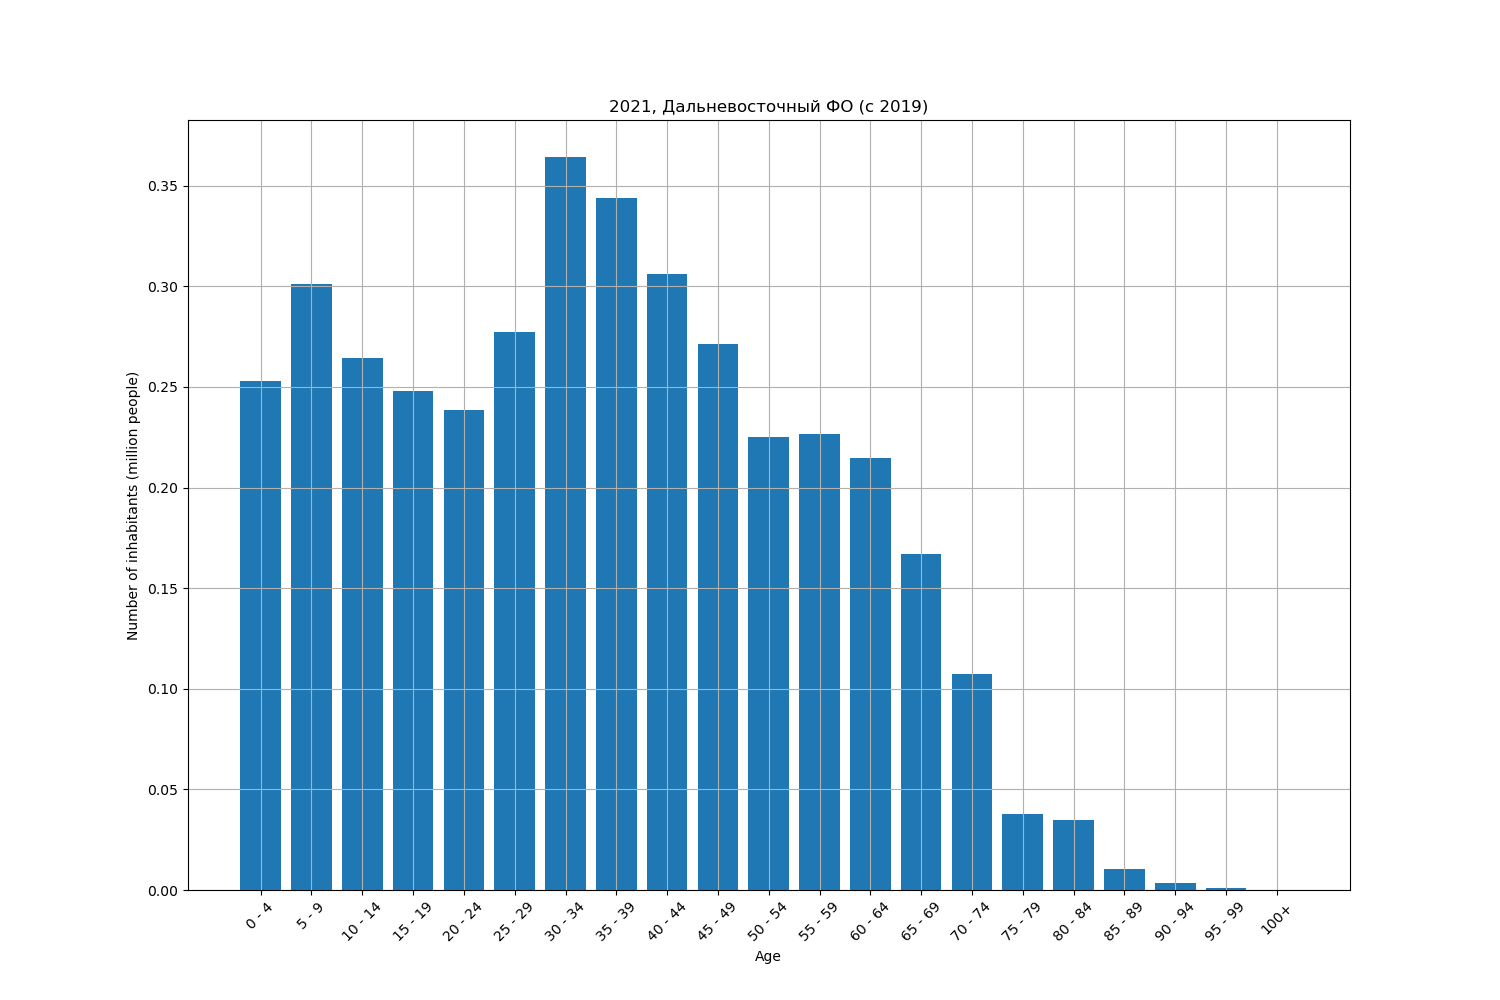 2021, Дальневосточный ФО (с 2019)
Number of inhabitants (million people)
0.35
0.30
0.25
0.20
0.15
0.10
0.05
0.00
0 - 4
5 - 9
10 - 14
15 - 19
20 - 24
25 - 29
30 - 34
35 - 39
40 - 44
45 - 49
50 - 54
55 - 59
60 - 64
65 - 69
70 - 74
75 - 79
80 - 84
85 - 89
90 - 94
95 - 99
100+
Age